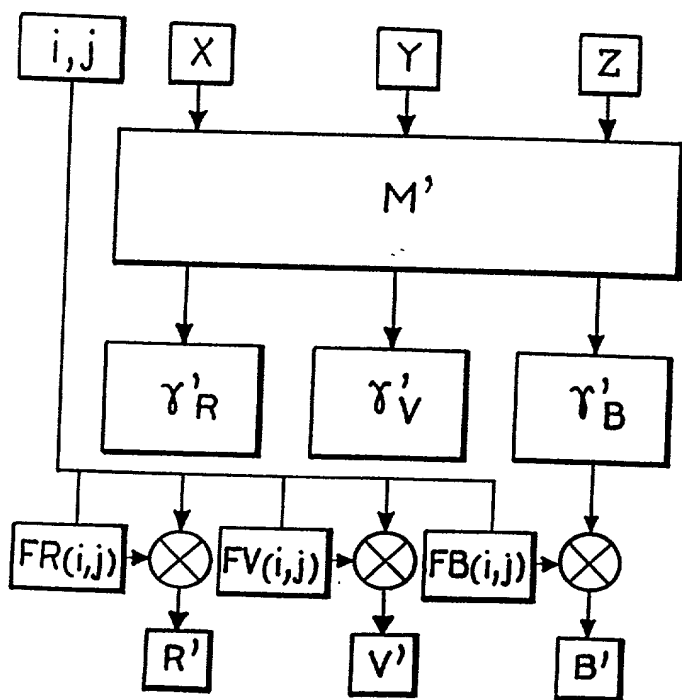 i,j X Y Z
M'
γ'R γ'V γ'B
FR(i,j) FV(i,j) FB(i,j)
R' V' B'